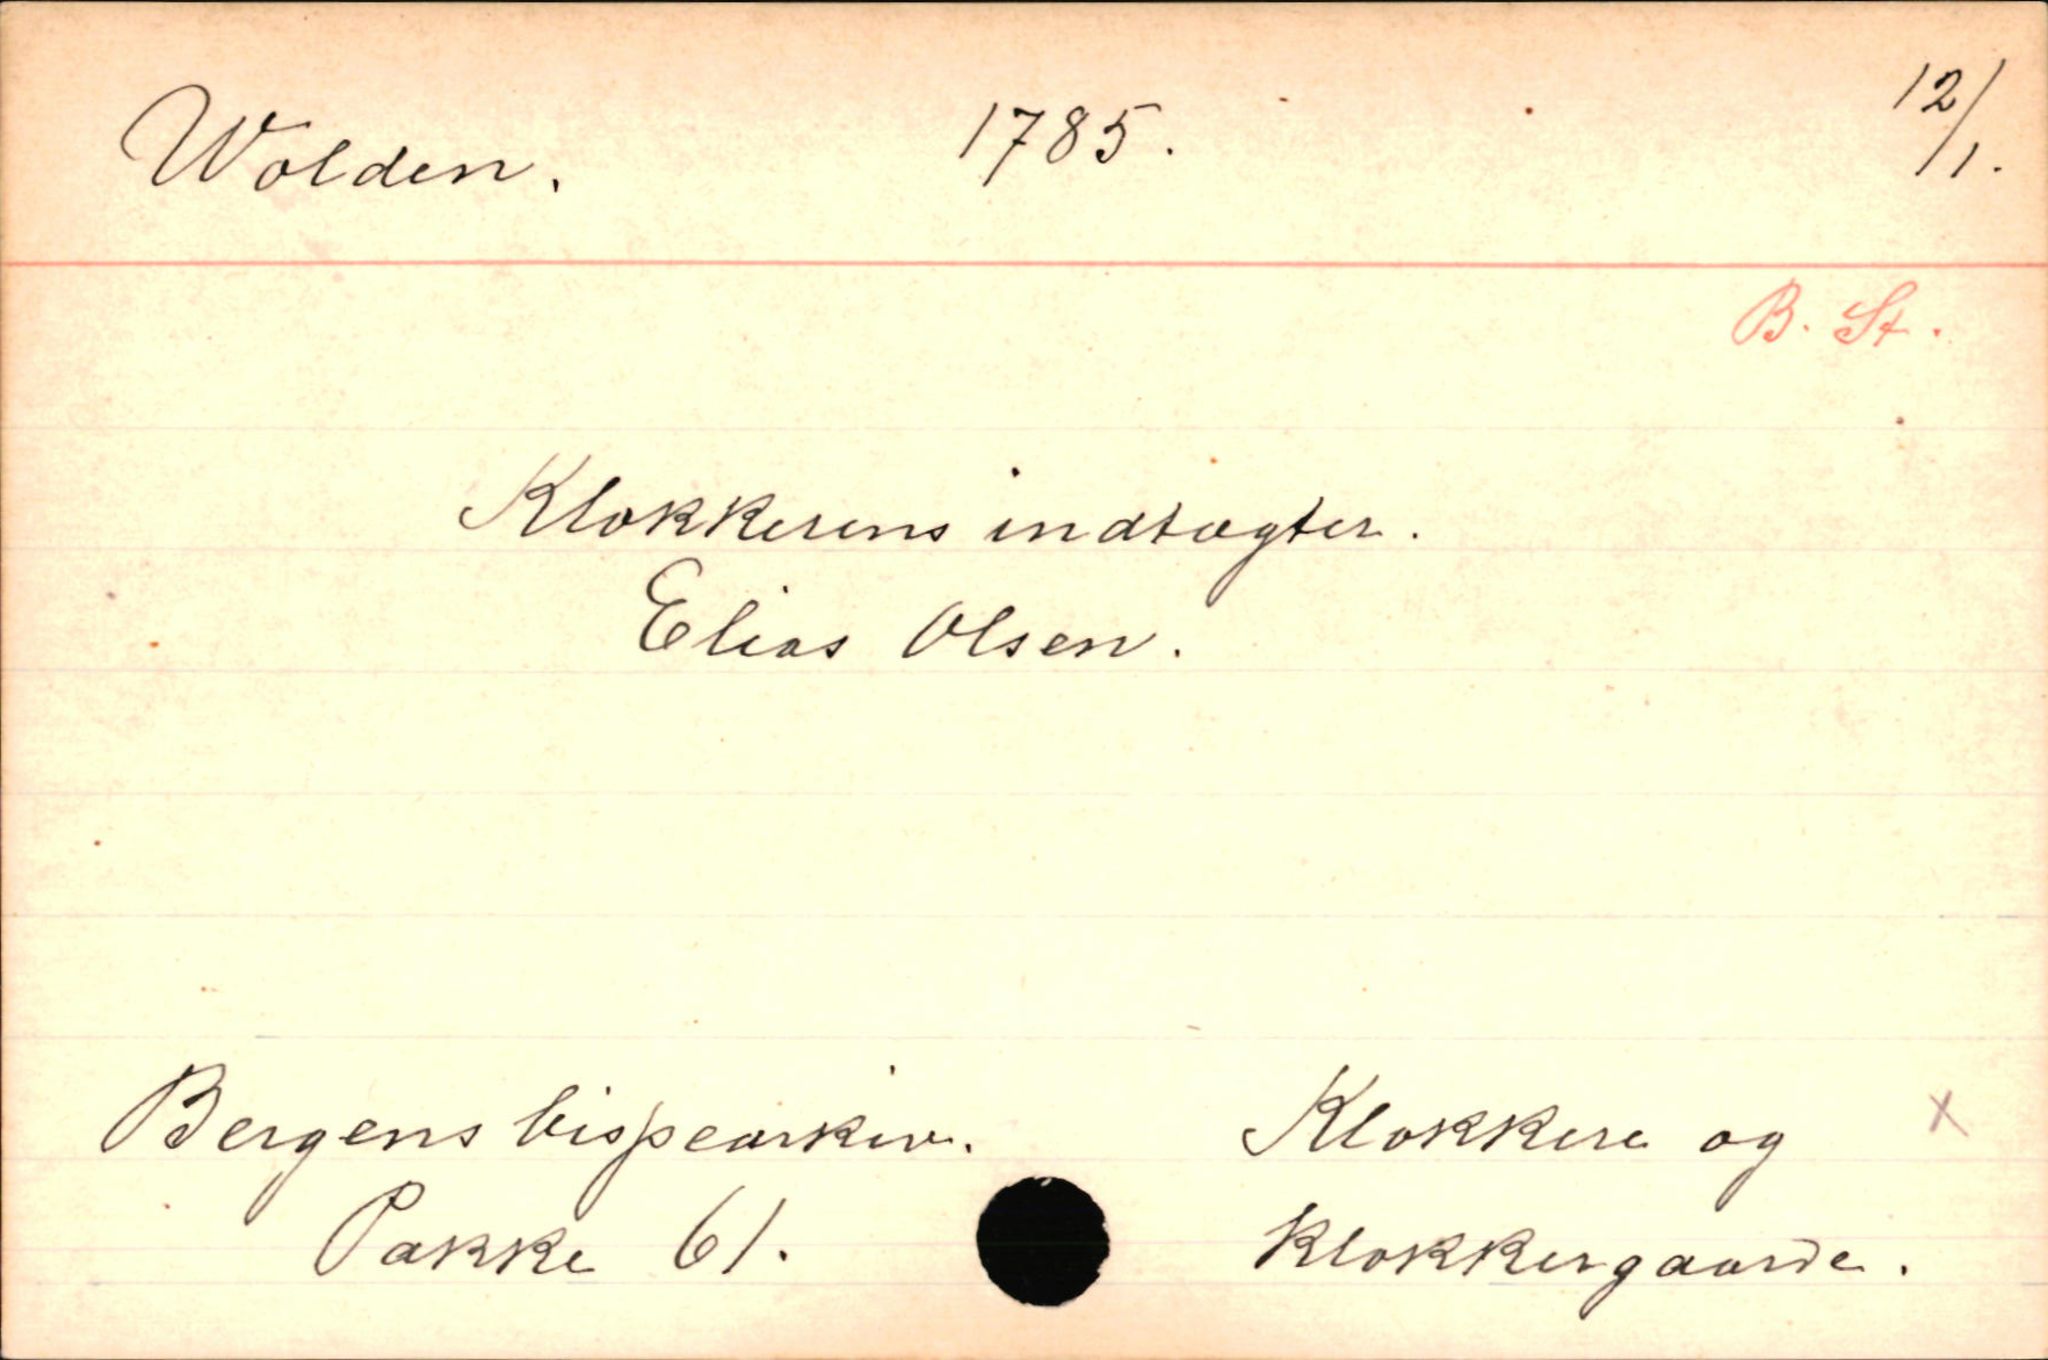 Wolden. 1785. 12/1.
B. St.
Klokkerens indtægter.
Elias Olsen.
Bergens bispearkiv. Klokkere og x
Pakke 61. Klokkergaarde.